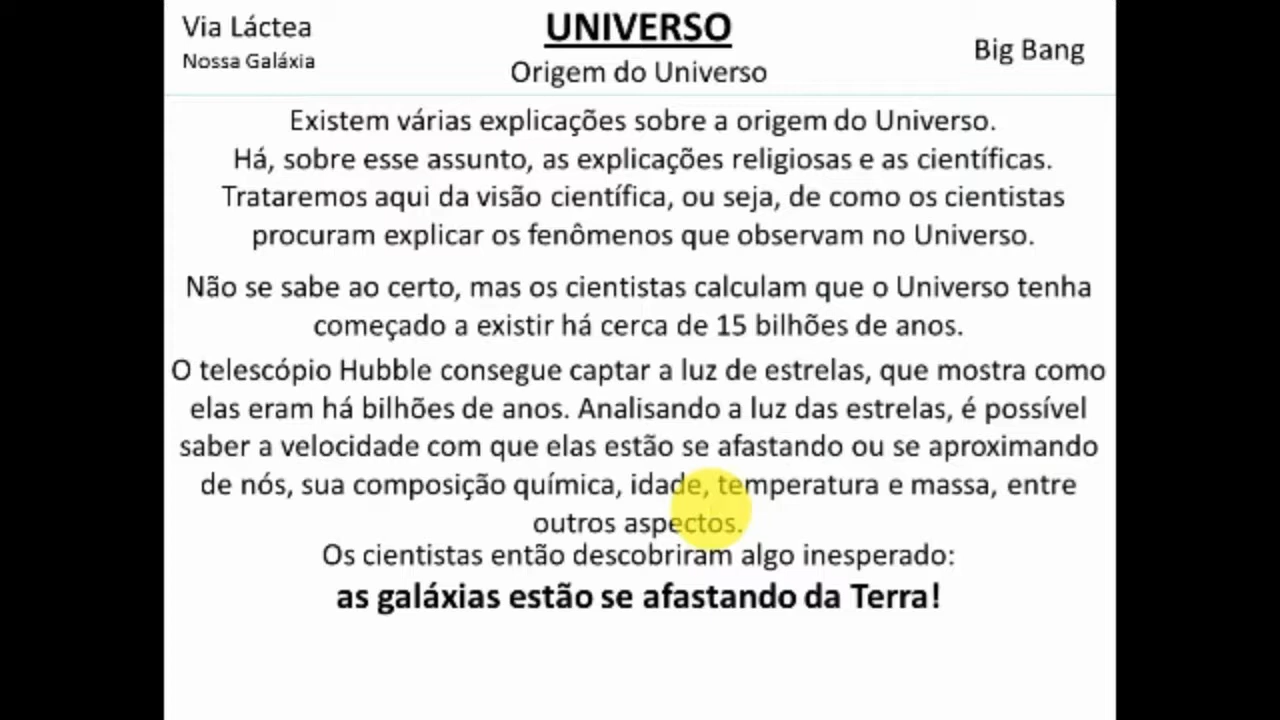 Via Láctea
Nossa Galáxia
UNIVERSO
Origem do Universo
Big Bang
Existem várias explicações sobre a origem do Universo.
Há, sobre esse assunto, as explicações religiosas e as científicas.
Trataremos aqui da visão científica, ou seja, de como os cientistas
procuram explicar os fenômenos que observam no Universo.
Não se sabe ao certo, mas os cientistas calculam que o Universo tenha
começado a existir há cerca de 15 bilhões de anos.
O telescópio Hubble consegue captar a luz de estrelas, que mostra como
elas eram há bilhões de anos. Analisando a luz das estrelas, é possível
saber a velocidade com que elas estão se afastando ou se aproximando
de nós, sua composição química, idade, temperatura e massa, entre
outros aspectos.
Os cientistas então descobriram algo inesperado:
as galáxias estão se afastando da Terra!